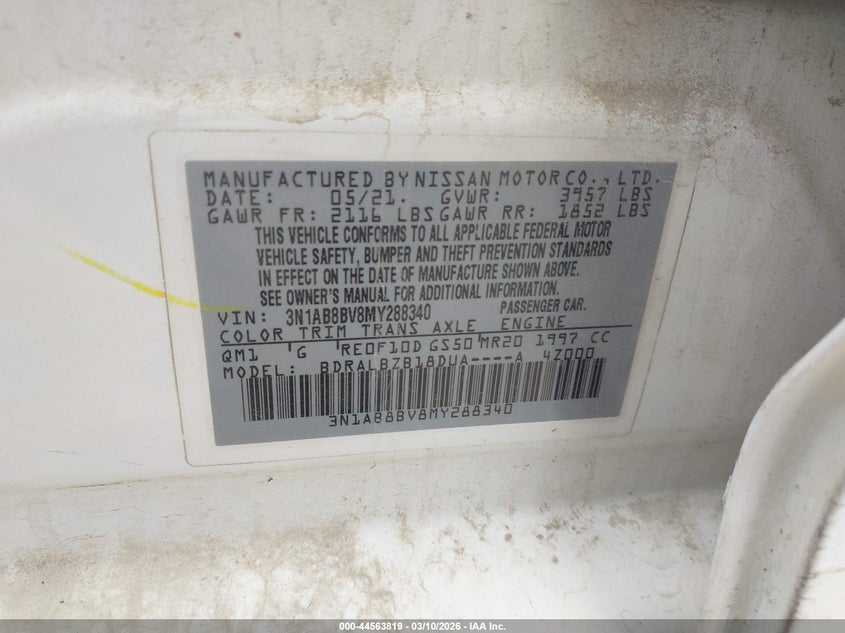 MANUFACTURED BY NISSAN MOTOR CO., LTD.
DATE: 05/21. GVWR: 3957 LBS
GAWR FR: 2116 LBS GAWR RR: 1852 LBS
THIS VEHICLE CONFORMS TO ALL APPLICABLE FEDERAL MOTOR
VEHICLE SAFETY, BUMPER AND THEFT PREVENTION STANDARDS
IN EFFECT ON THE DATE OF MANUFACTURE SHOWN ABOVE.
SEE OWNER'S MANUAL FOR ADDITIONAL INFORMATION.
VIN: 3N1AB8BV8MY288340 PASSENGER CAR.
COLOR TRIM TRANS AXLE ENGINE
QM1 'G 'RE0F10D GS50'MR20 1997 CC
MODEL: BDRALBZB18DUA----A 4Z000
3N1AB8BV8MY288340
000-44563819 | 03/10/2026 - IAA Inc.